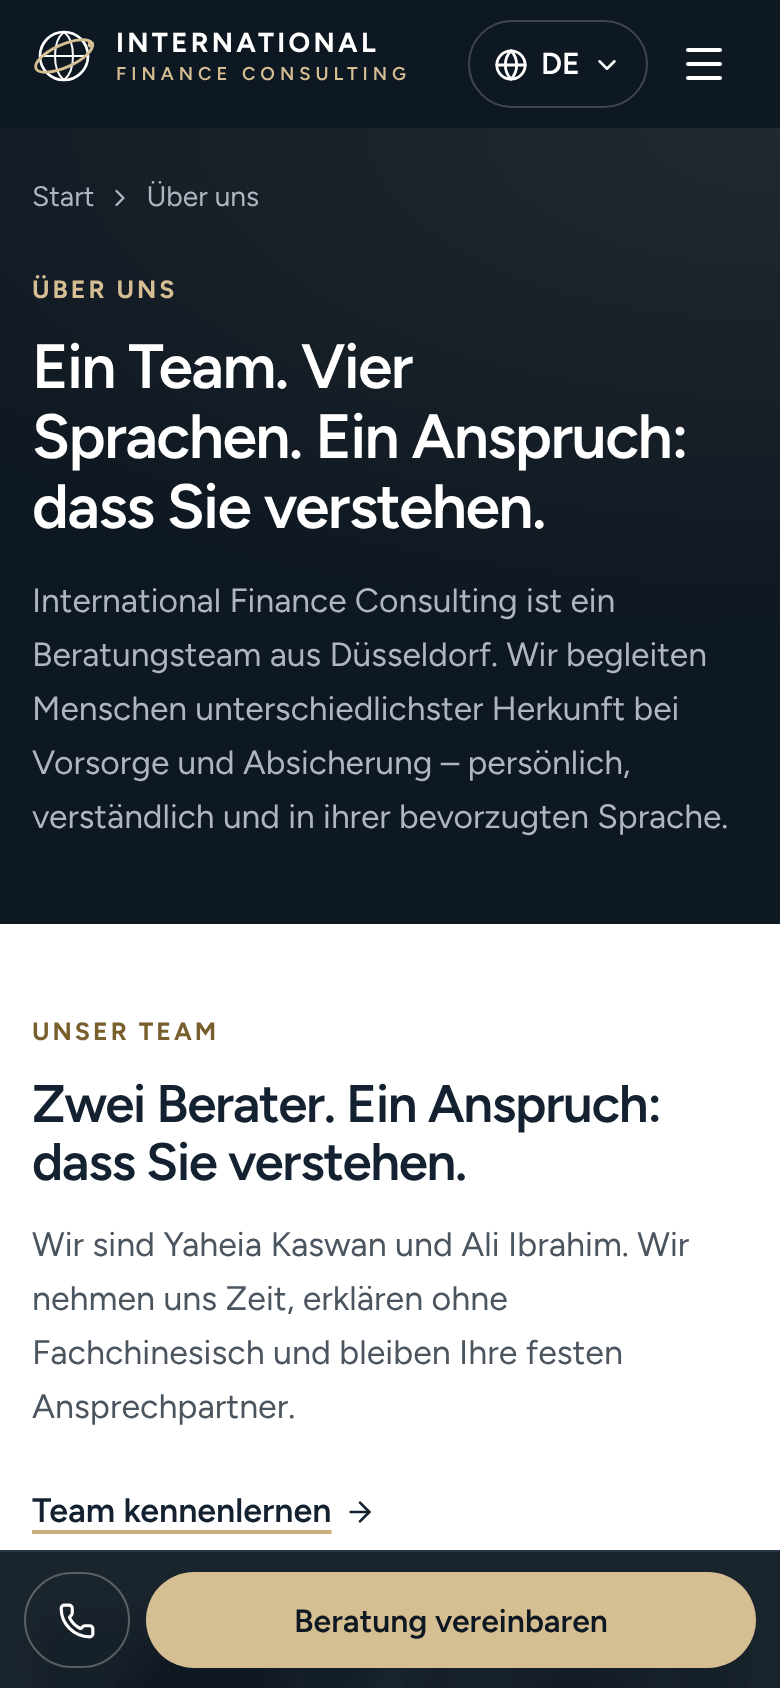 INTERNATIONAL
FINANCE CONSULTING
DE
Start > Über uns
ÜBER UNS
Ein Team. Vier
Sprachen. Ein Anspruch:
dass Sie verstehen.
International Finance Consulting ist ein
Beratungsteam aus Düsseldorf. Wir begleiten
Menschen unterschiedlichster Herkunft bei
Vorsorge und Absicherung – persönlich,
verständlich und in ihrer bevorzugten Sprache.
UNSER TEAM
Zwei Berater. Ein Anspruch:
dass Sie verstehen.
Wir sind Yaheia Kaswan und Ali Ibrahim. Wir
nehmen uns Zeit, erklären ohne
Fachchinesisch und bleiben Ihre festen
Ansprechpartner.
Team kennenlernen →
Beratung vereinbaren